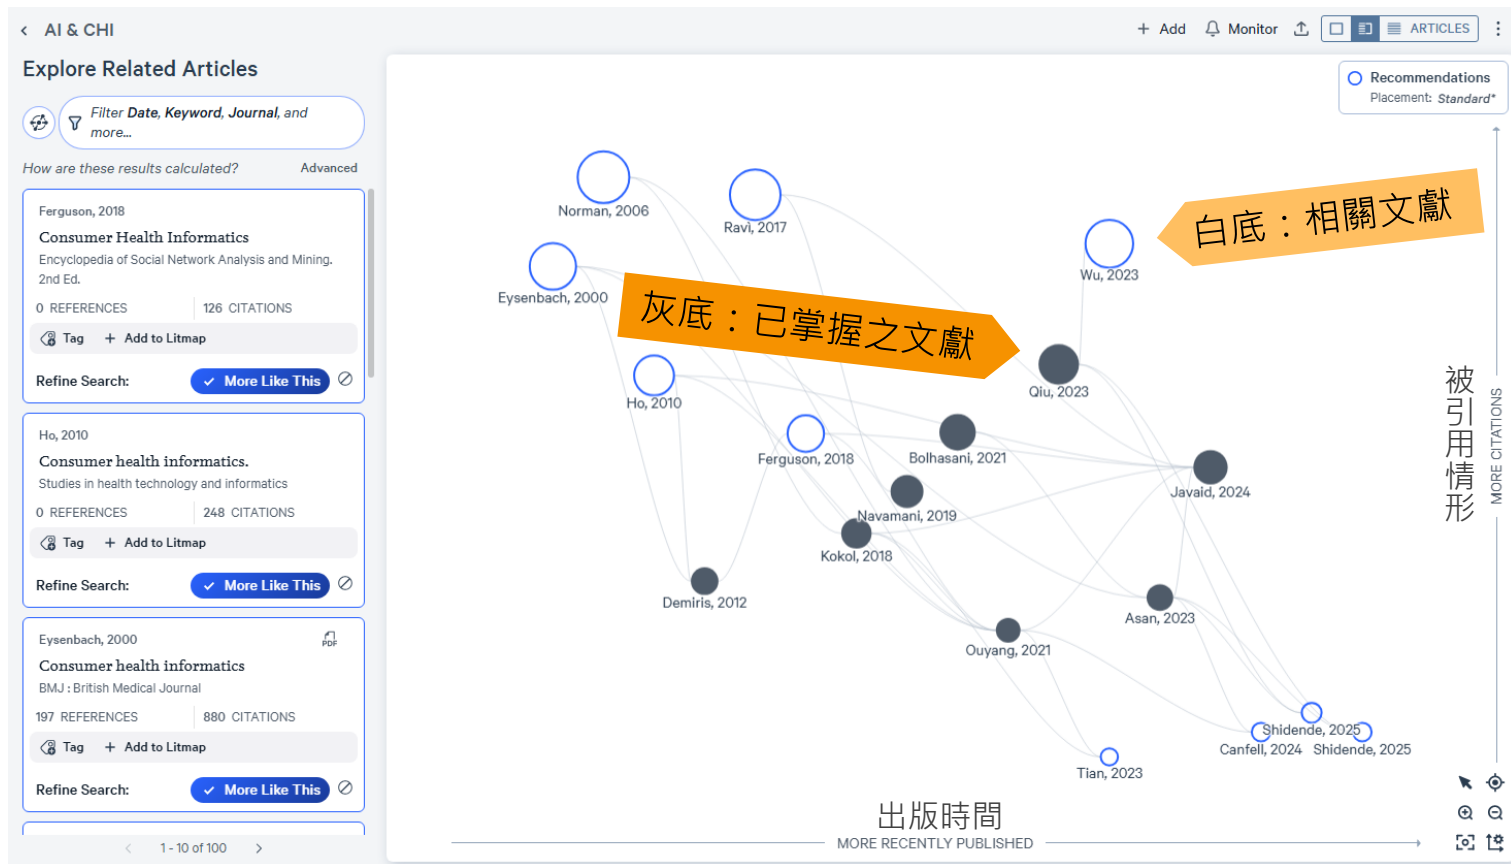 AI & CHI
+ Add
Monitor
ARTICLES
Explore Related Articles
Filter Date, Keyword, Journal, and
more...
How are these results calculated?
Advanced
Ferguson, 2018
Consumer Health Informatics
Encyclopedia of Social Network Analysis and Mining.
2nd Ed.
0 REFERENCES
126 CITATIONS
Tag
+ Add to Litmap
Refine Search:
More Like This
Ho, 2010
Consumer health informatics.
Studies in health technology and informatics
0 REFERENCES
248 CITATIONS
Tag
+ Add to Litmap
Refine Search:
More Like This
Eysenbach, 2000
PDF
Consumer health informatics
BMJ : British Medical Journal
197 REFERENCES
880 CITATIONS
Tag
+ Add to Litmap
Refine Search:
More Like This
1 - 10 of 100
Recommendations
Placement: Standard*
Norman, 2006
Ravì, 2017
白底：相關文獻
Wu, 2023
Eysenbach, 2000
灰底：已掌握之文獻
Qiu, 2023
Ho, 2010
Ferguson, 2018
Bolhasani, 2021
Javaid, 2024
Navamani, 2019
Kokol, 2018
Demiris, 2012
Asan, 2023
Ouyang, 2021
Shidende, 2025
Canfell, 2024
Shidende, 2025
Tian, 2023
被引用情形
MORE CITATIONS
出版時間
MORE RECENTLY PUBLISHED